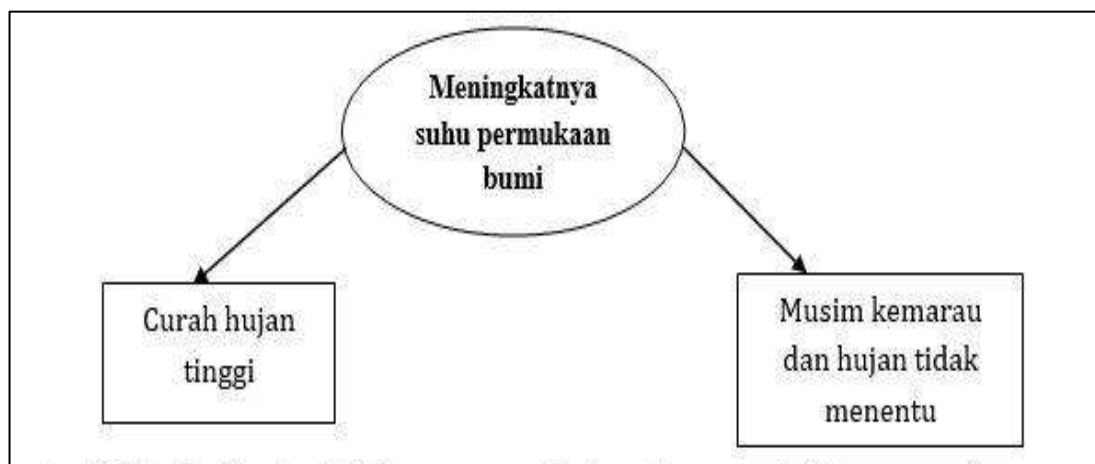 Meningkatnya
suhu permukaan
bumi
Curah hujan
tinggi
Musim kemarau
dan hujan tidak
menentu